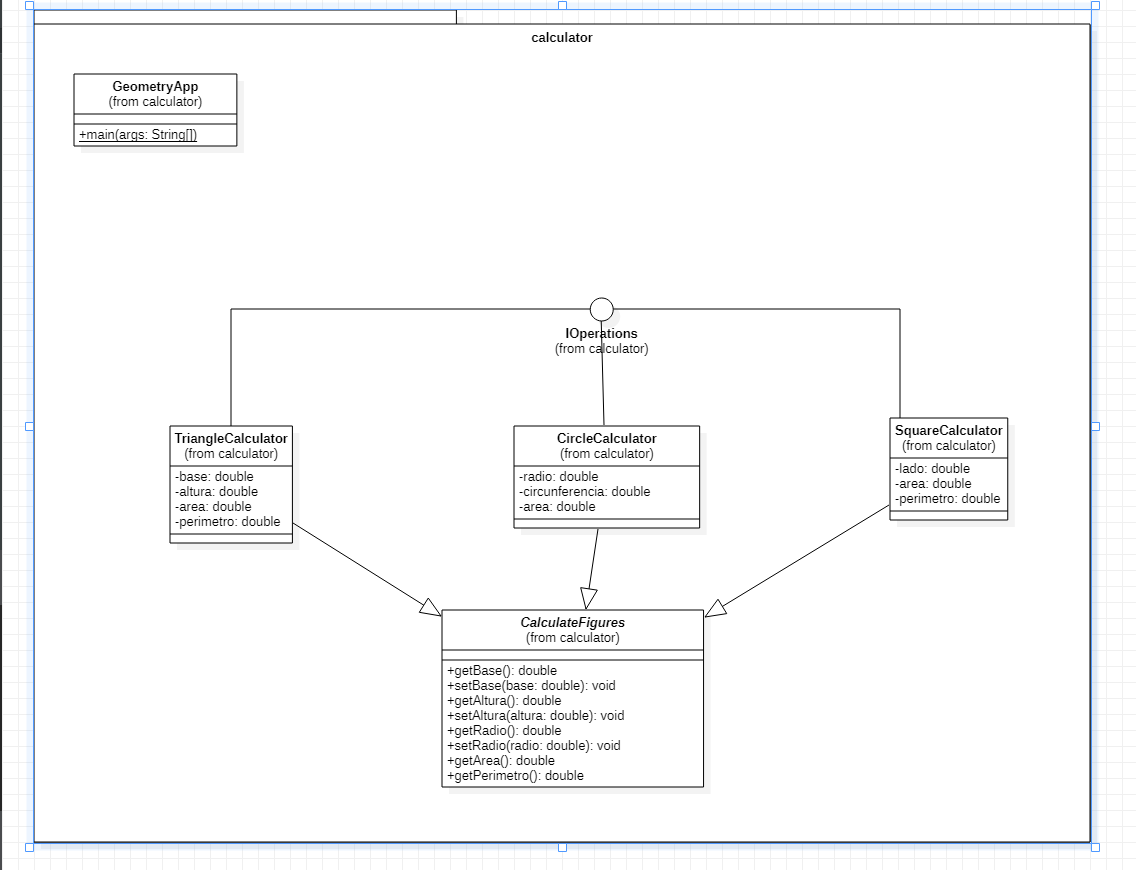 calculator
GeometryApp
(from calculator)
+main(args: String[])
IOperations
(from calculator)
TriangleCalculator
(from calculator)
-base: double
-altura: double
-area: double
-perimetro: double
CircleCalculator
(from calculator)
-radio: double
-circunferencia: double
-area: double
SquareCalculator
(from calculator)
-lado: double
-area: double
-perimetro: double
CalculateFigures
(from calculator)
+getBase(): double
+setBase(base: double): void
+getAltura(): double
+setAltura(altura: double): void
+getRadio(): double
+setRadio(radio: double): void
+getArea(): double
+getPerimetro(): double